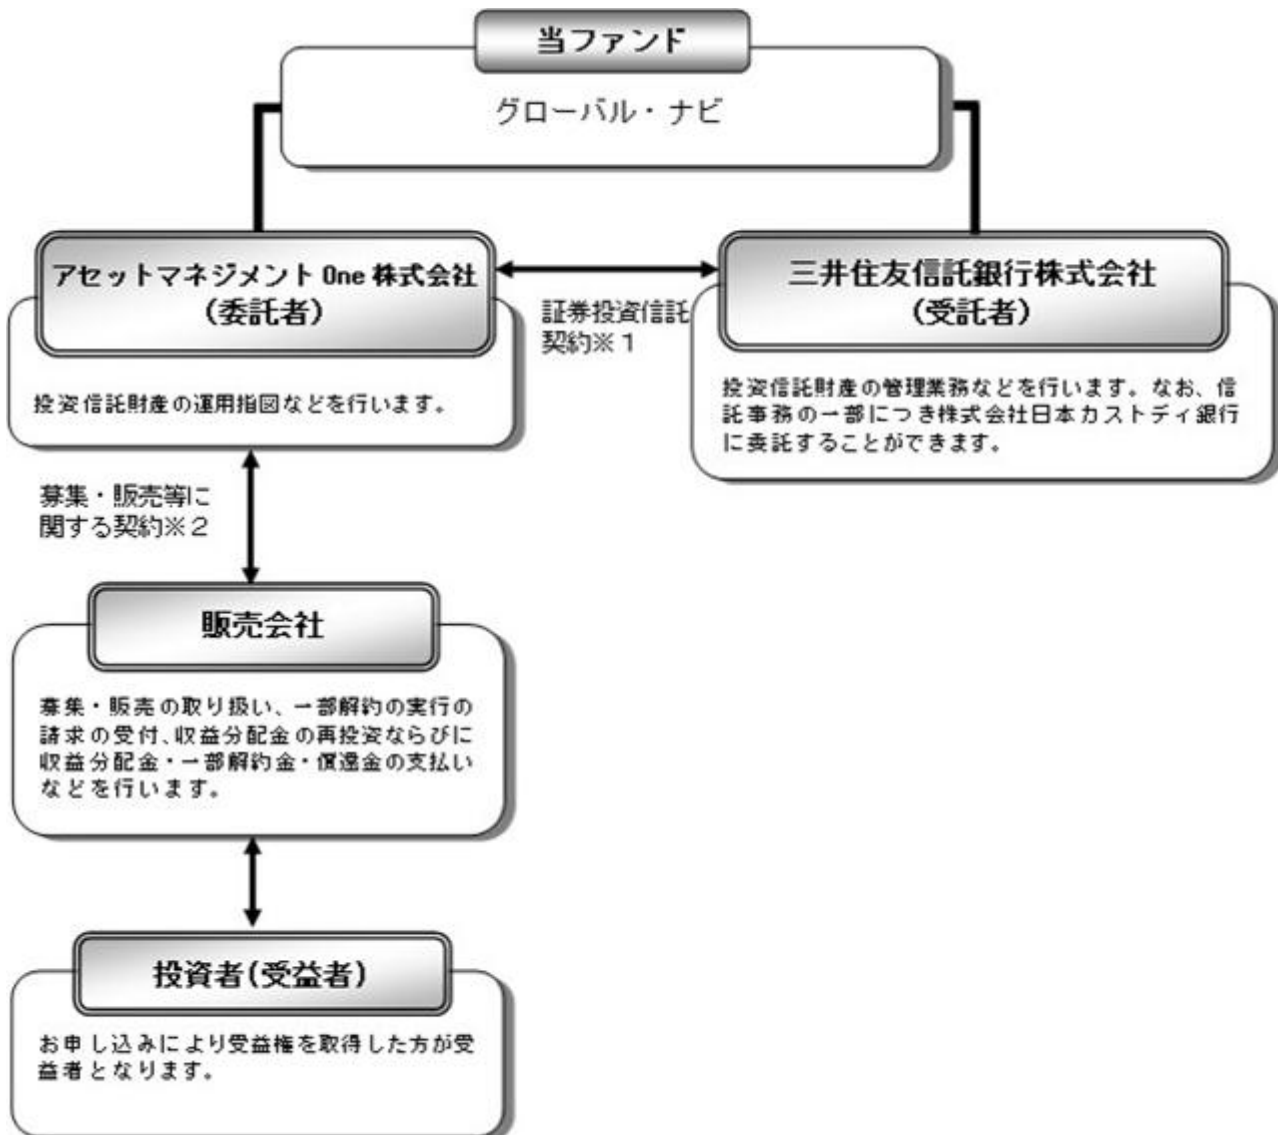 当ファンド
グローバル・ナビ
アセットマネジメント One 株式会社
(委託者)
投資信託財産の運用指図などを行います。
証券投資信託
契約※1
三井住友信託銀行株式会社
(受託者)
投資信託財産の管理業務などを行います。なお、信
託事務の一部につき株式会社日本カストディ銀行
に委託することができます。
募集・販売等に
関する契約※2
販売会社
募集・販売の取り扱い、一部解約の実行の
請求の受付、収益分配金の再投資ならびに
収益分配金・一部解約金・償還金の支払い
などを行います。
投資者(受益者)
お申し込みにより受益権を取得した方が受
益者となります。